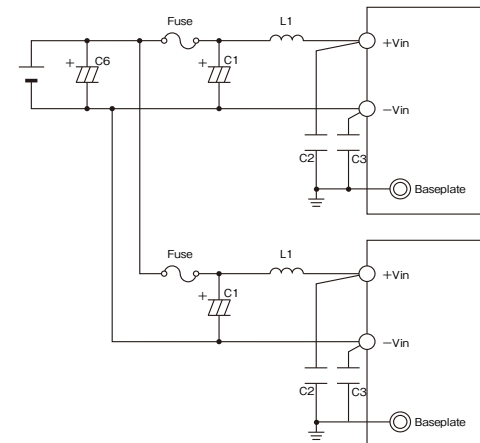 Fuse
L1
+
C6
+
C1
+Vin
−Vin
C2
C3
Baseplate
Fuse
L1
+
C1
+Vin
−Vin
C2
C3
Baseplate